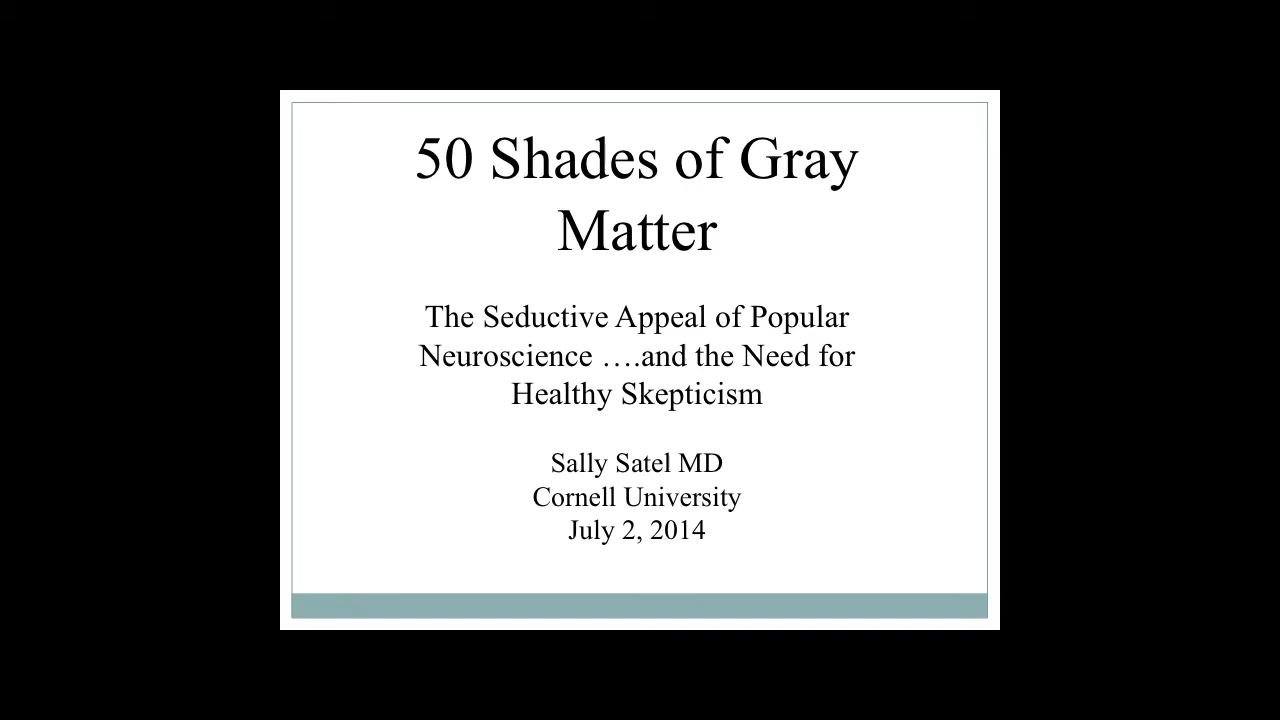 50 Shades of Gray
Matter
The Seductive Appeal of Popular
Neuroscience ….and the Need for
Healthy Skepticism
Sally Satel MD
Cornell University
July 2, 2014